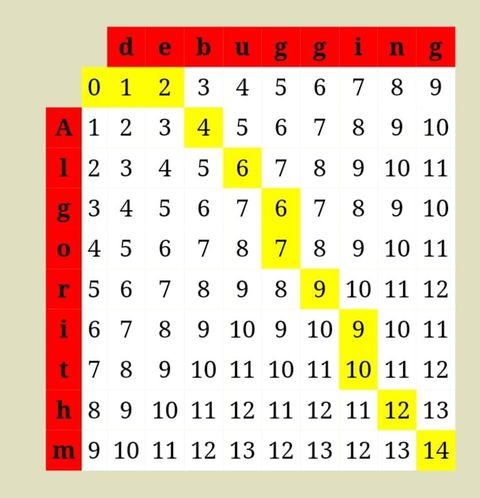 d e b u g g i n g
0 1 2 3 4 5 6 7 8 9
A 1 2 3 4 5 6 7 8 9 10
l 2 3 4 5 6 7 8 9 10 11
g 3 4 5 6 7 6 7 8 9 10
o 4 5 6 7 8 7 8 9 10 11
r 5 6 7 8 9 8 9 10 11 12
i 6 7 8 9 10 9 10 9 10 11
t 7 8 9 10 11 10 11 10 11 12
h 8 9 10 11 12 11 12 11 12 13
m 9 10 11 12 13 12 13 12 13 14